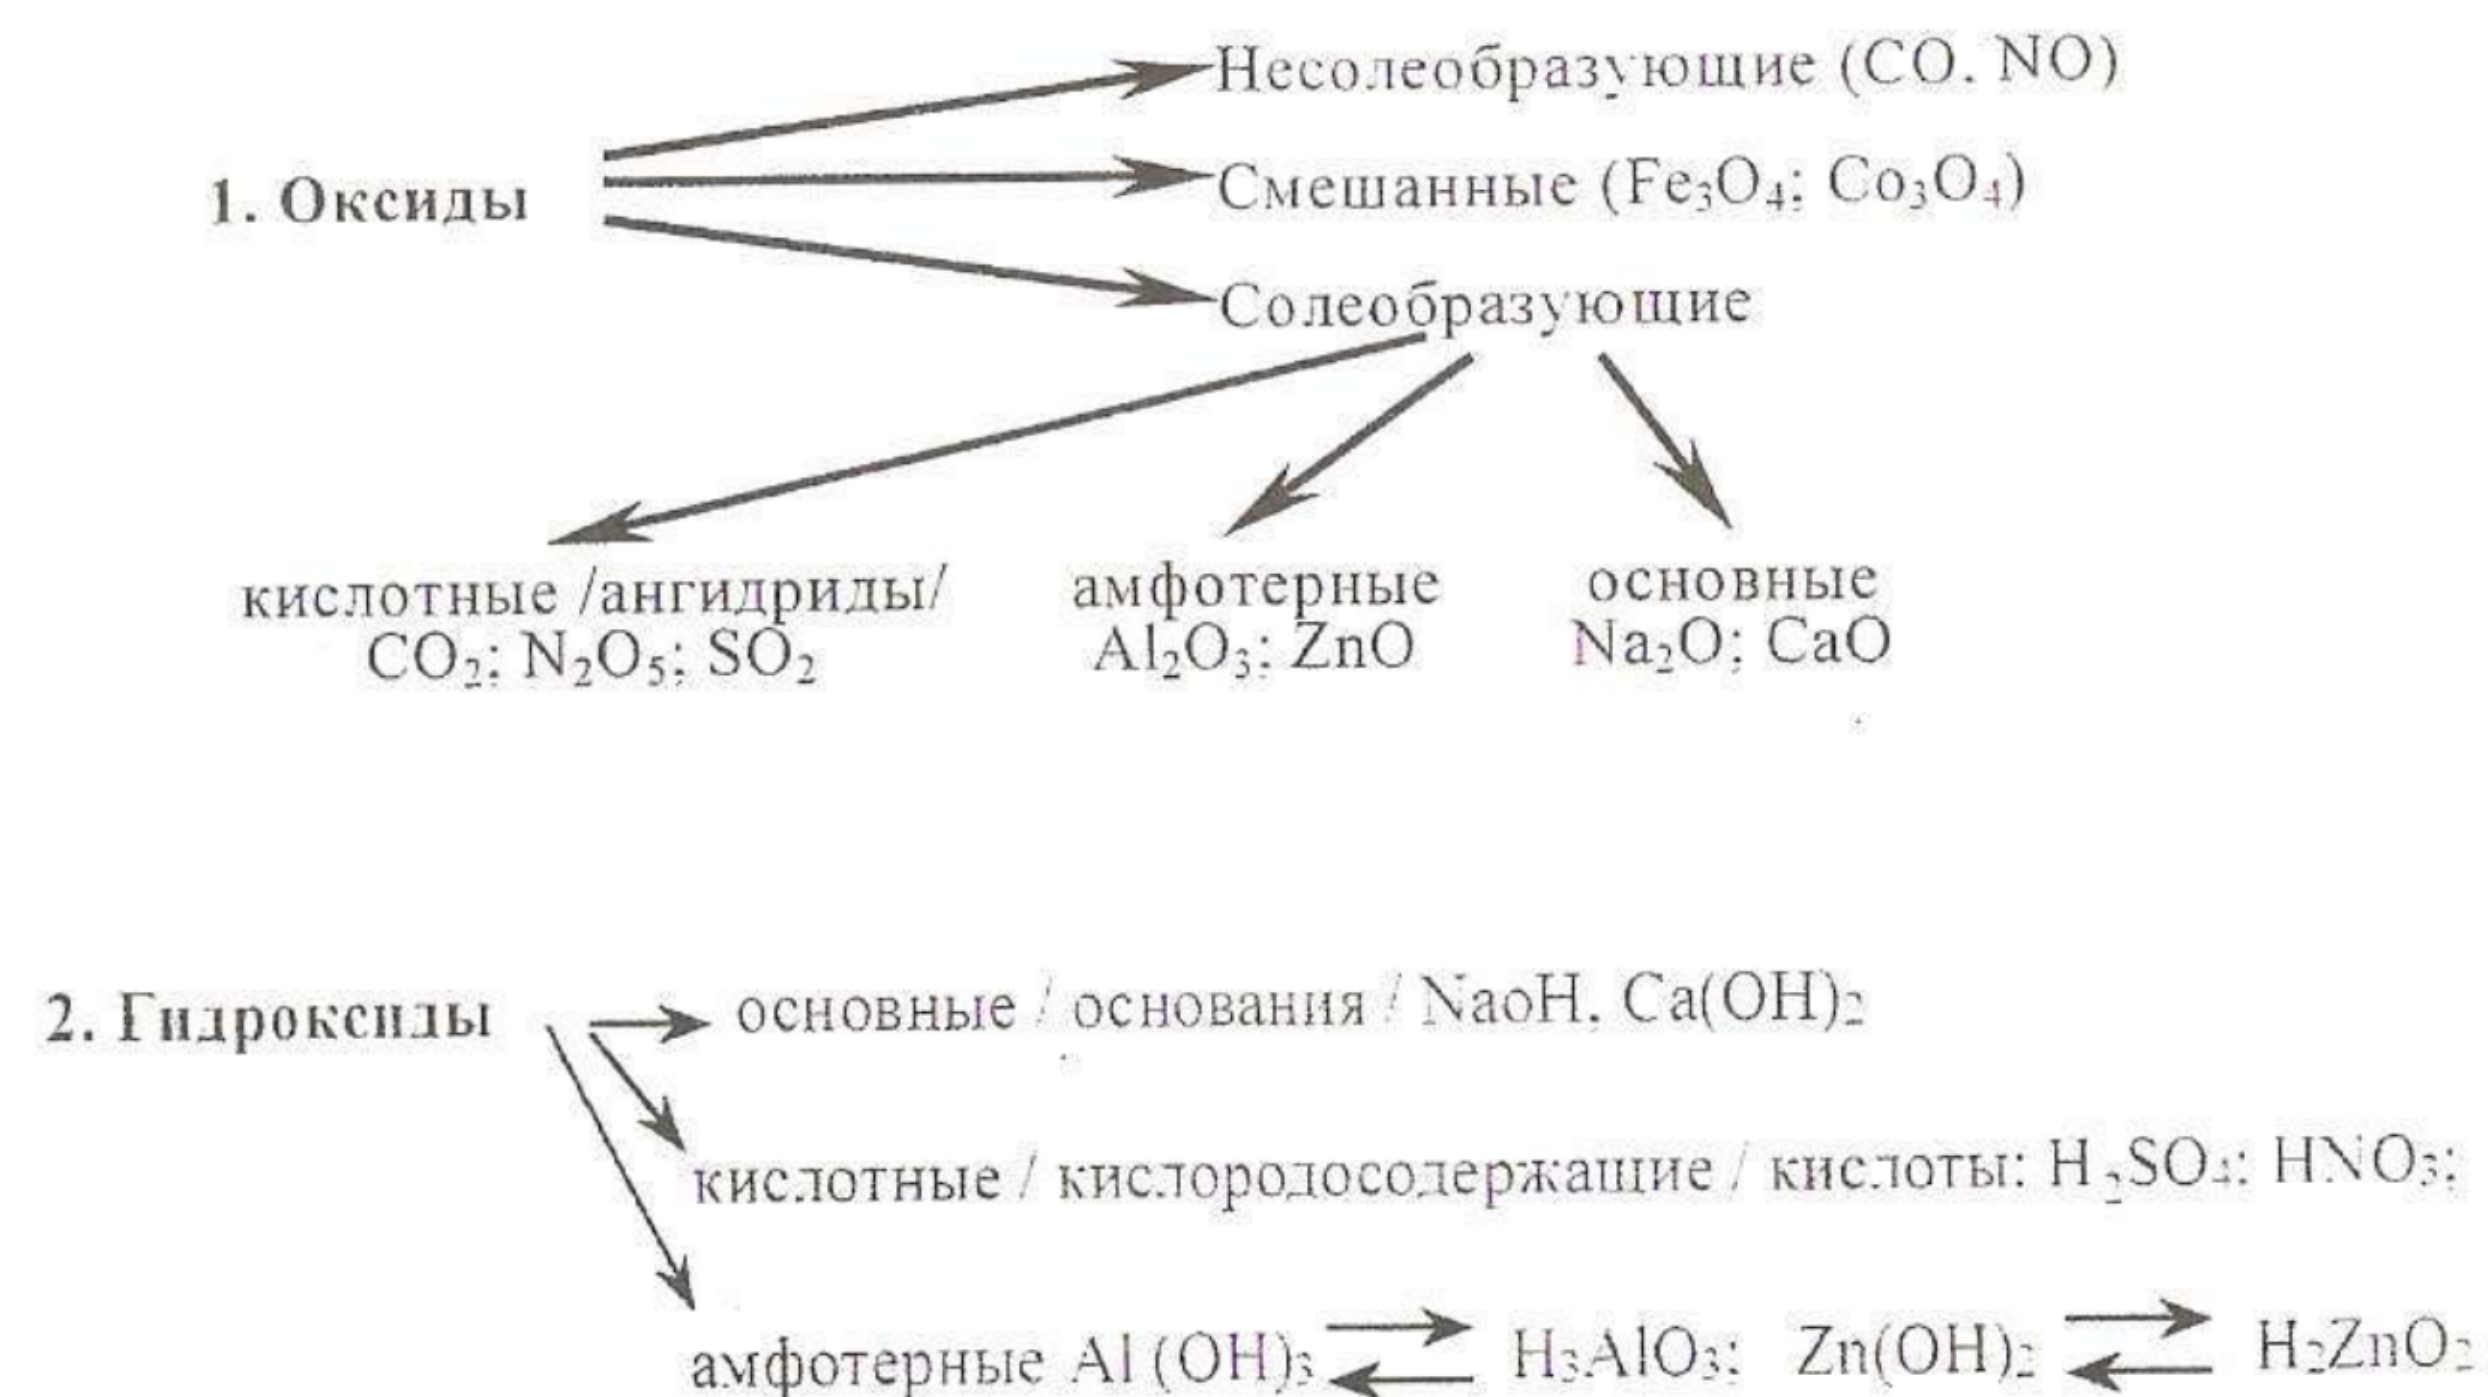 Несолеобразующие (CO. NO)
1. Оксиды
Смешанные (Fe₃O₄; Co₃O₄)
Солеобразующие
кислотные /ангидриды/ амфотерные основные
CO₂; N₂O₅; SO₂ Al₂O₃; ZnO Na₂O; CaO
2. Гидроксиды основные / основания / NaoH, Ca(OH)₂
кислотные / кислородосодержащие / кислоты: H₂SO₄; HNO₃;
амфотерные Al (OH)₃ ⇄ H₃AlO₃; Zn(OH)₂ ⇄ H₂ZnO₂